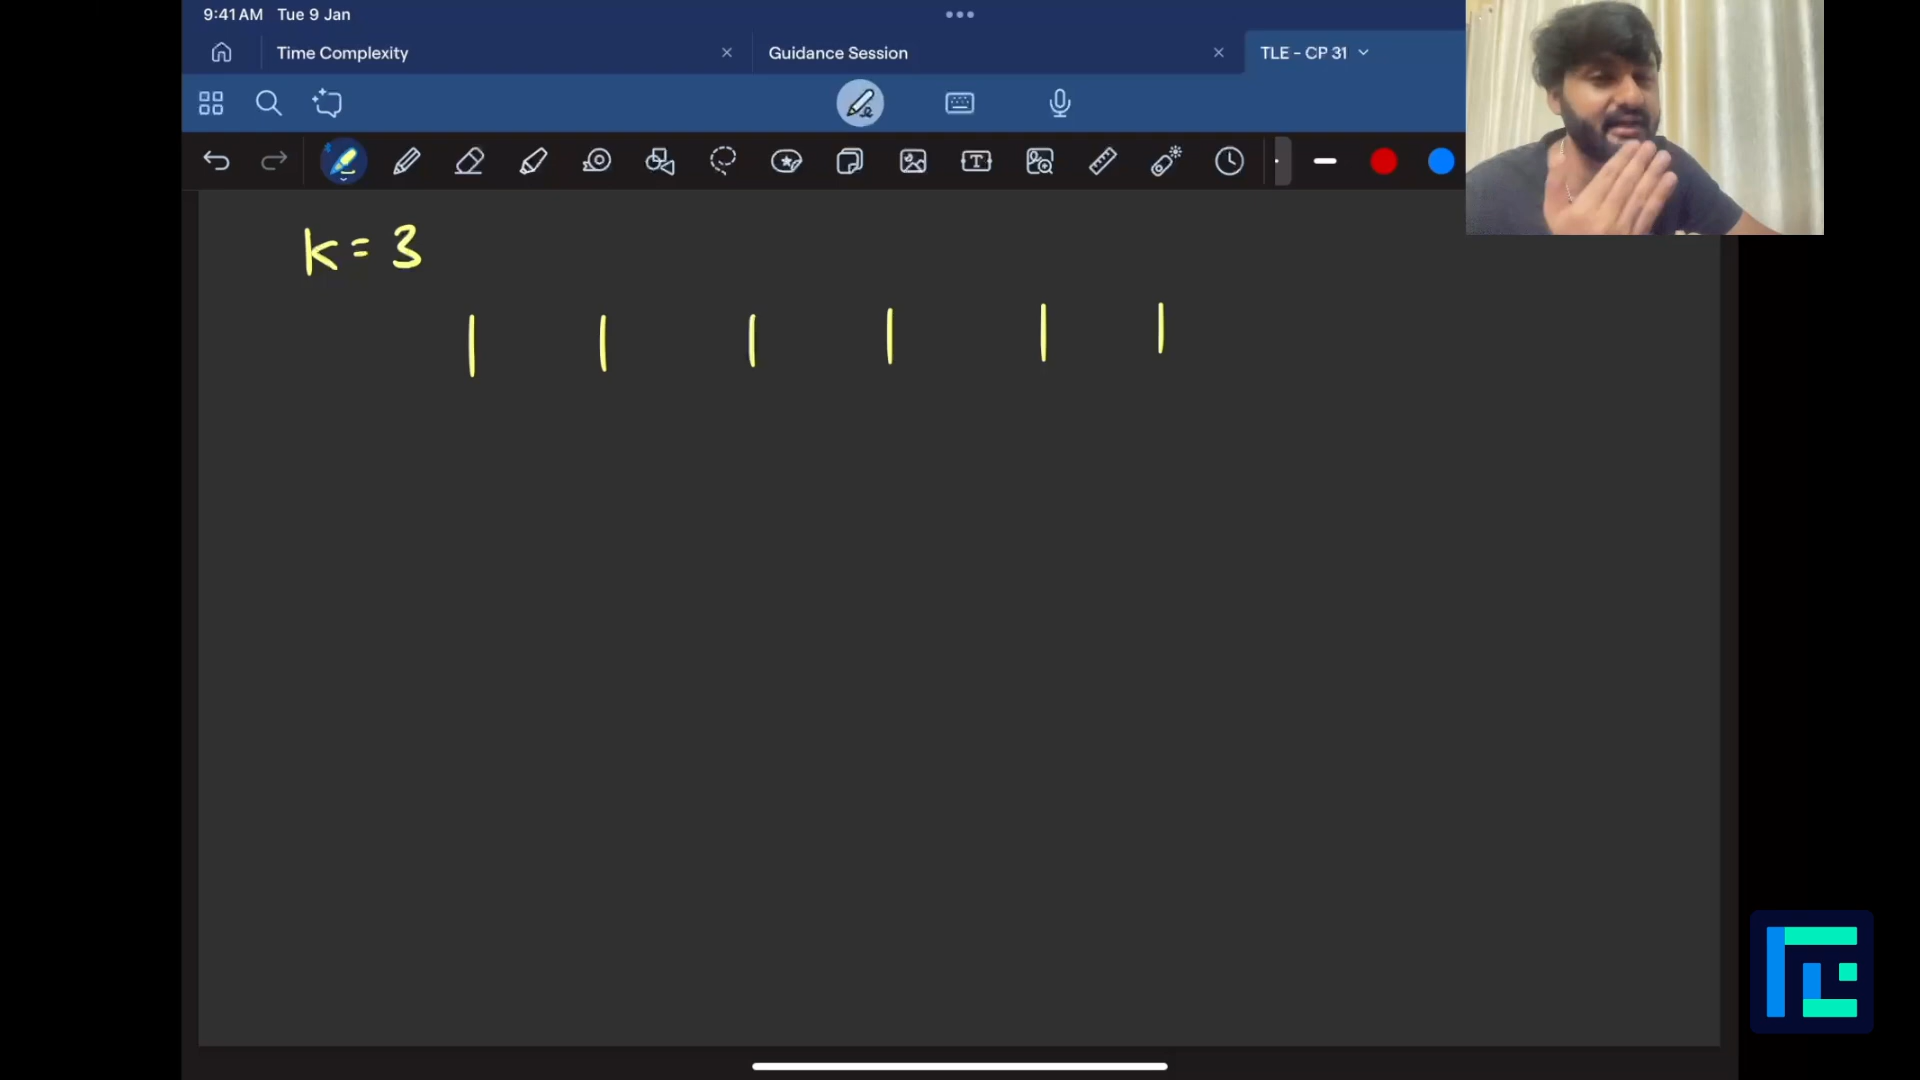 9:41 AM Tue 9 Jan
Time Complexity Guidance Session TLE - CP 31
K = 3
| | | | | |